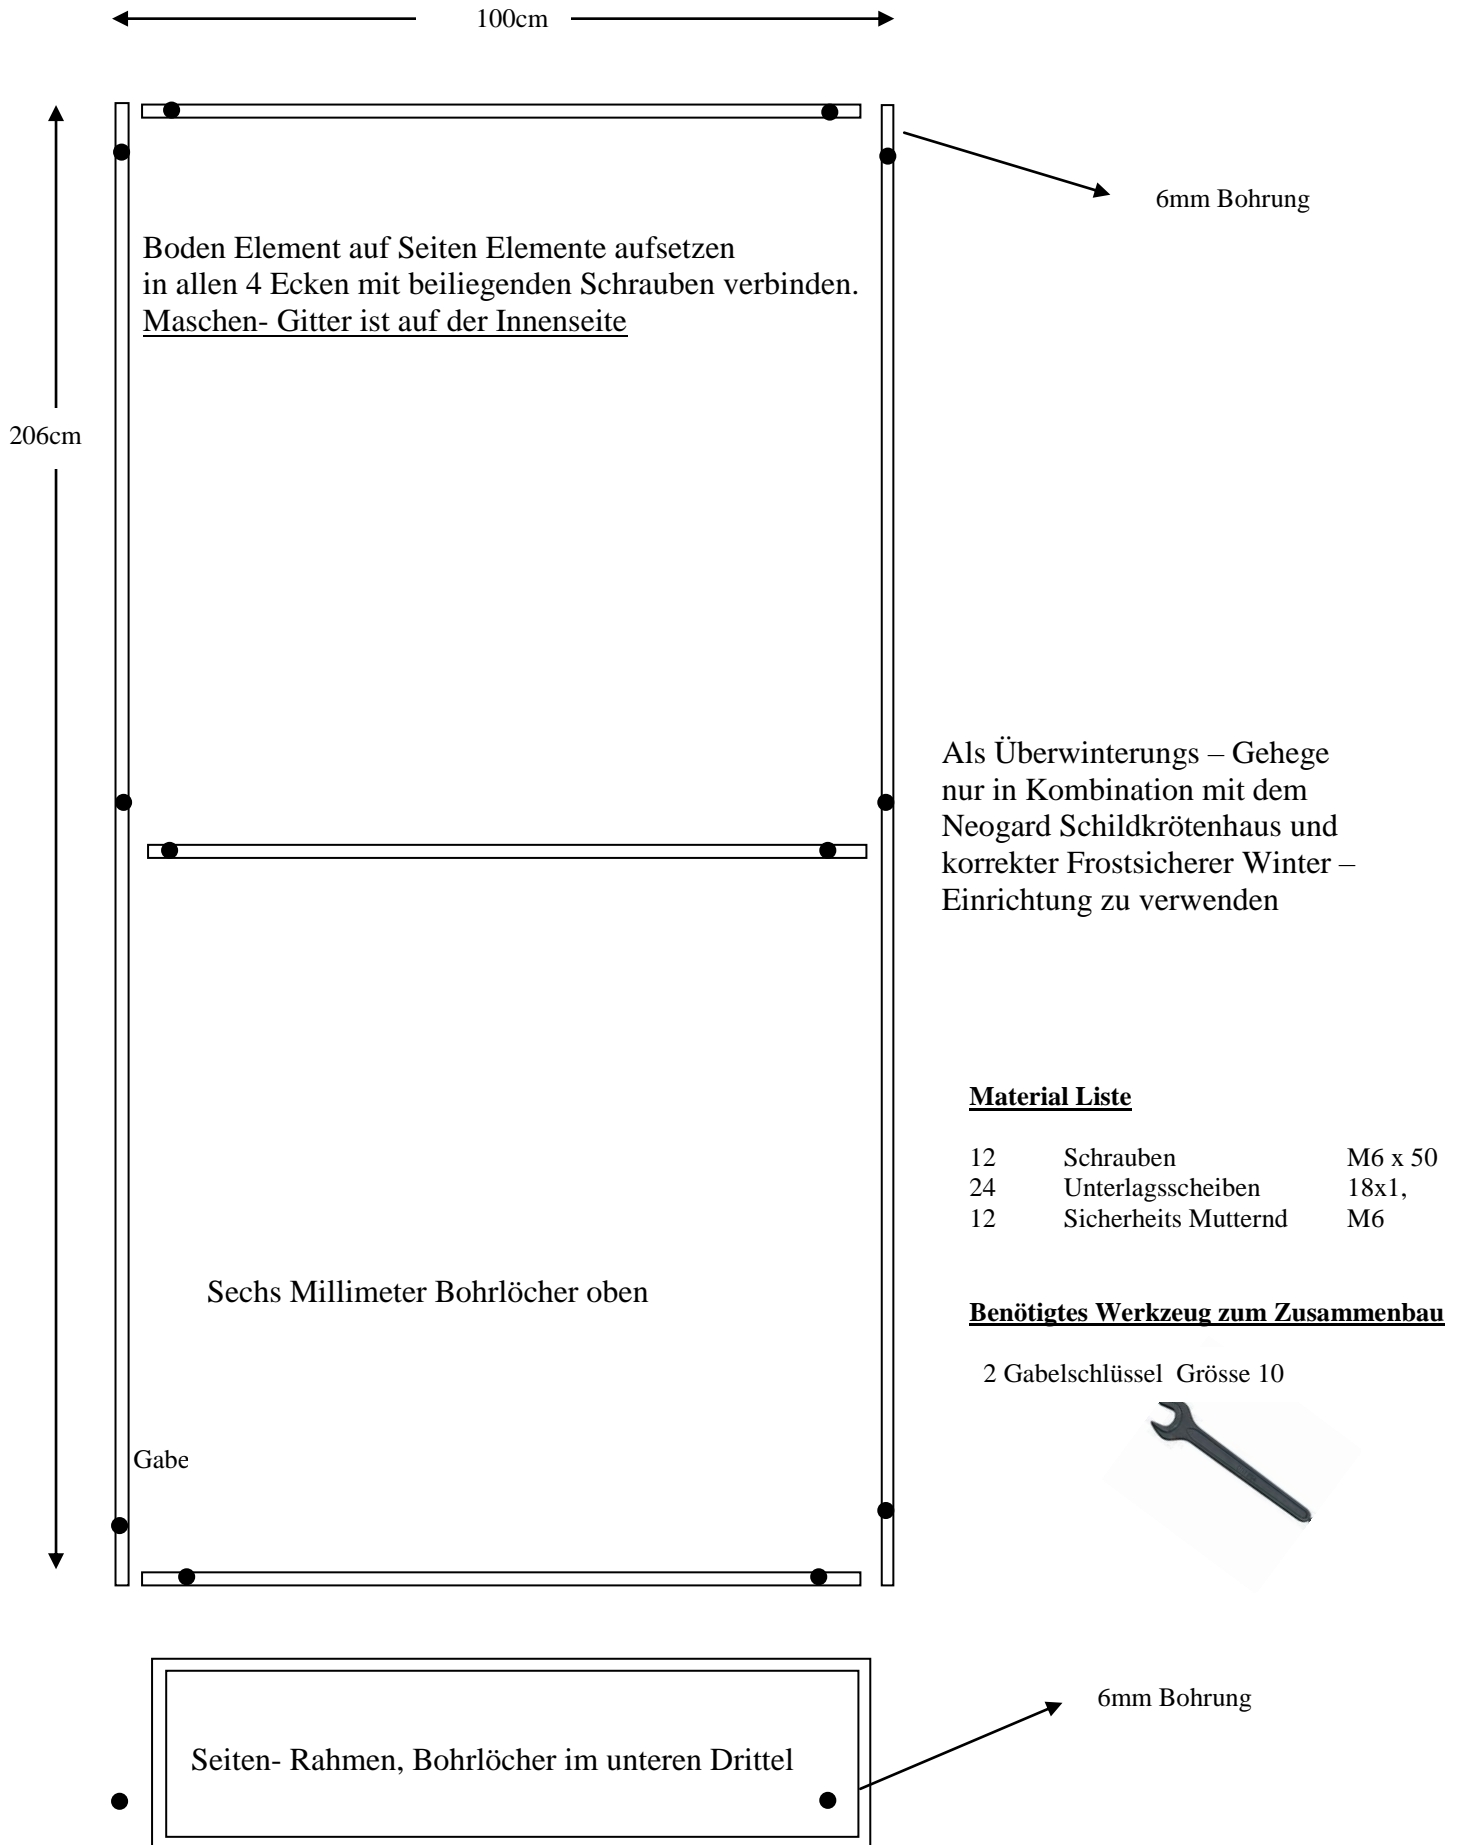 100cm
6mm Bohrung
Boden Element auf Seiten Elemente aufsetzen
in allen 4 Ecken mit beiliegenden Schrauben verbinden.
Maschen- Gitter ist auf der Innenseite
206cm
Als Überwinterungs – Gehege
nur in Kombination mit dem
Neogard Schildkrötenhaus und
korrekter Frostsicherer Winter –
Einrichtung zu verwenden
Material Liste
12 Schrauben M6 x 50
24 Unterlagsscheiben 18x1,
12 Sicherheits Mutternd M6
Sechs Millimeter Bohrlöcher oben
Benötigtes Werkzeug zum Zusammenbau
2 Gabelschlüssel Grösse 10
Gabe
6mm Bohrung
Seiten- Rahmen, Bohrlöcher im unteren Drittel